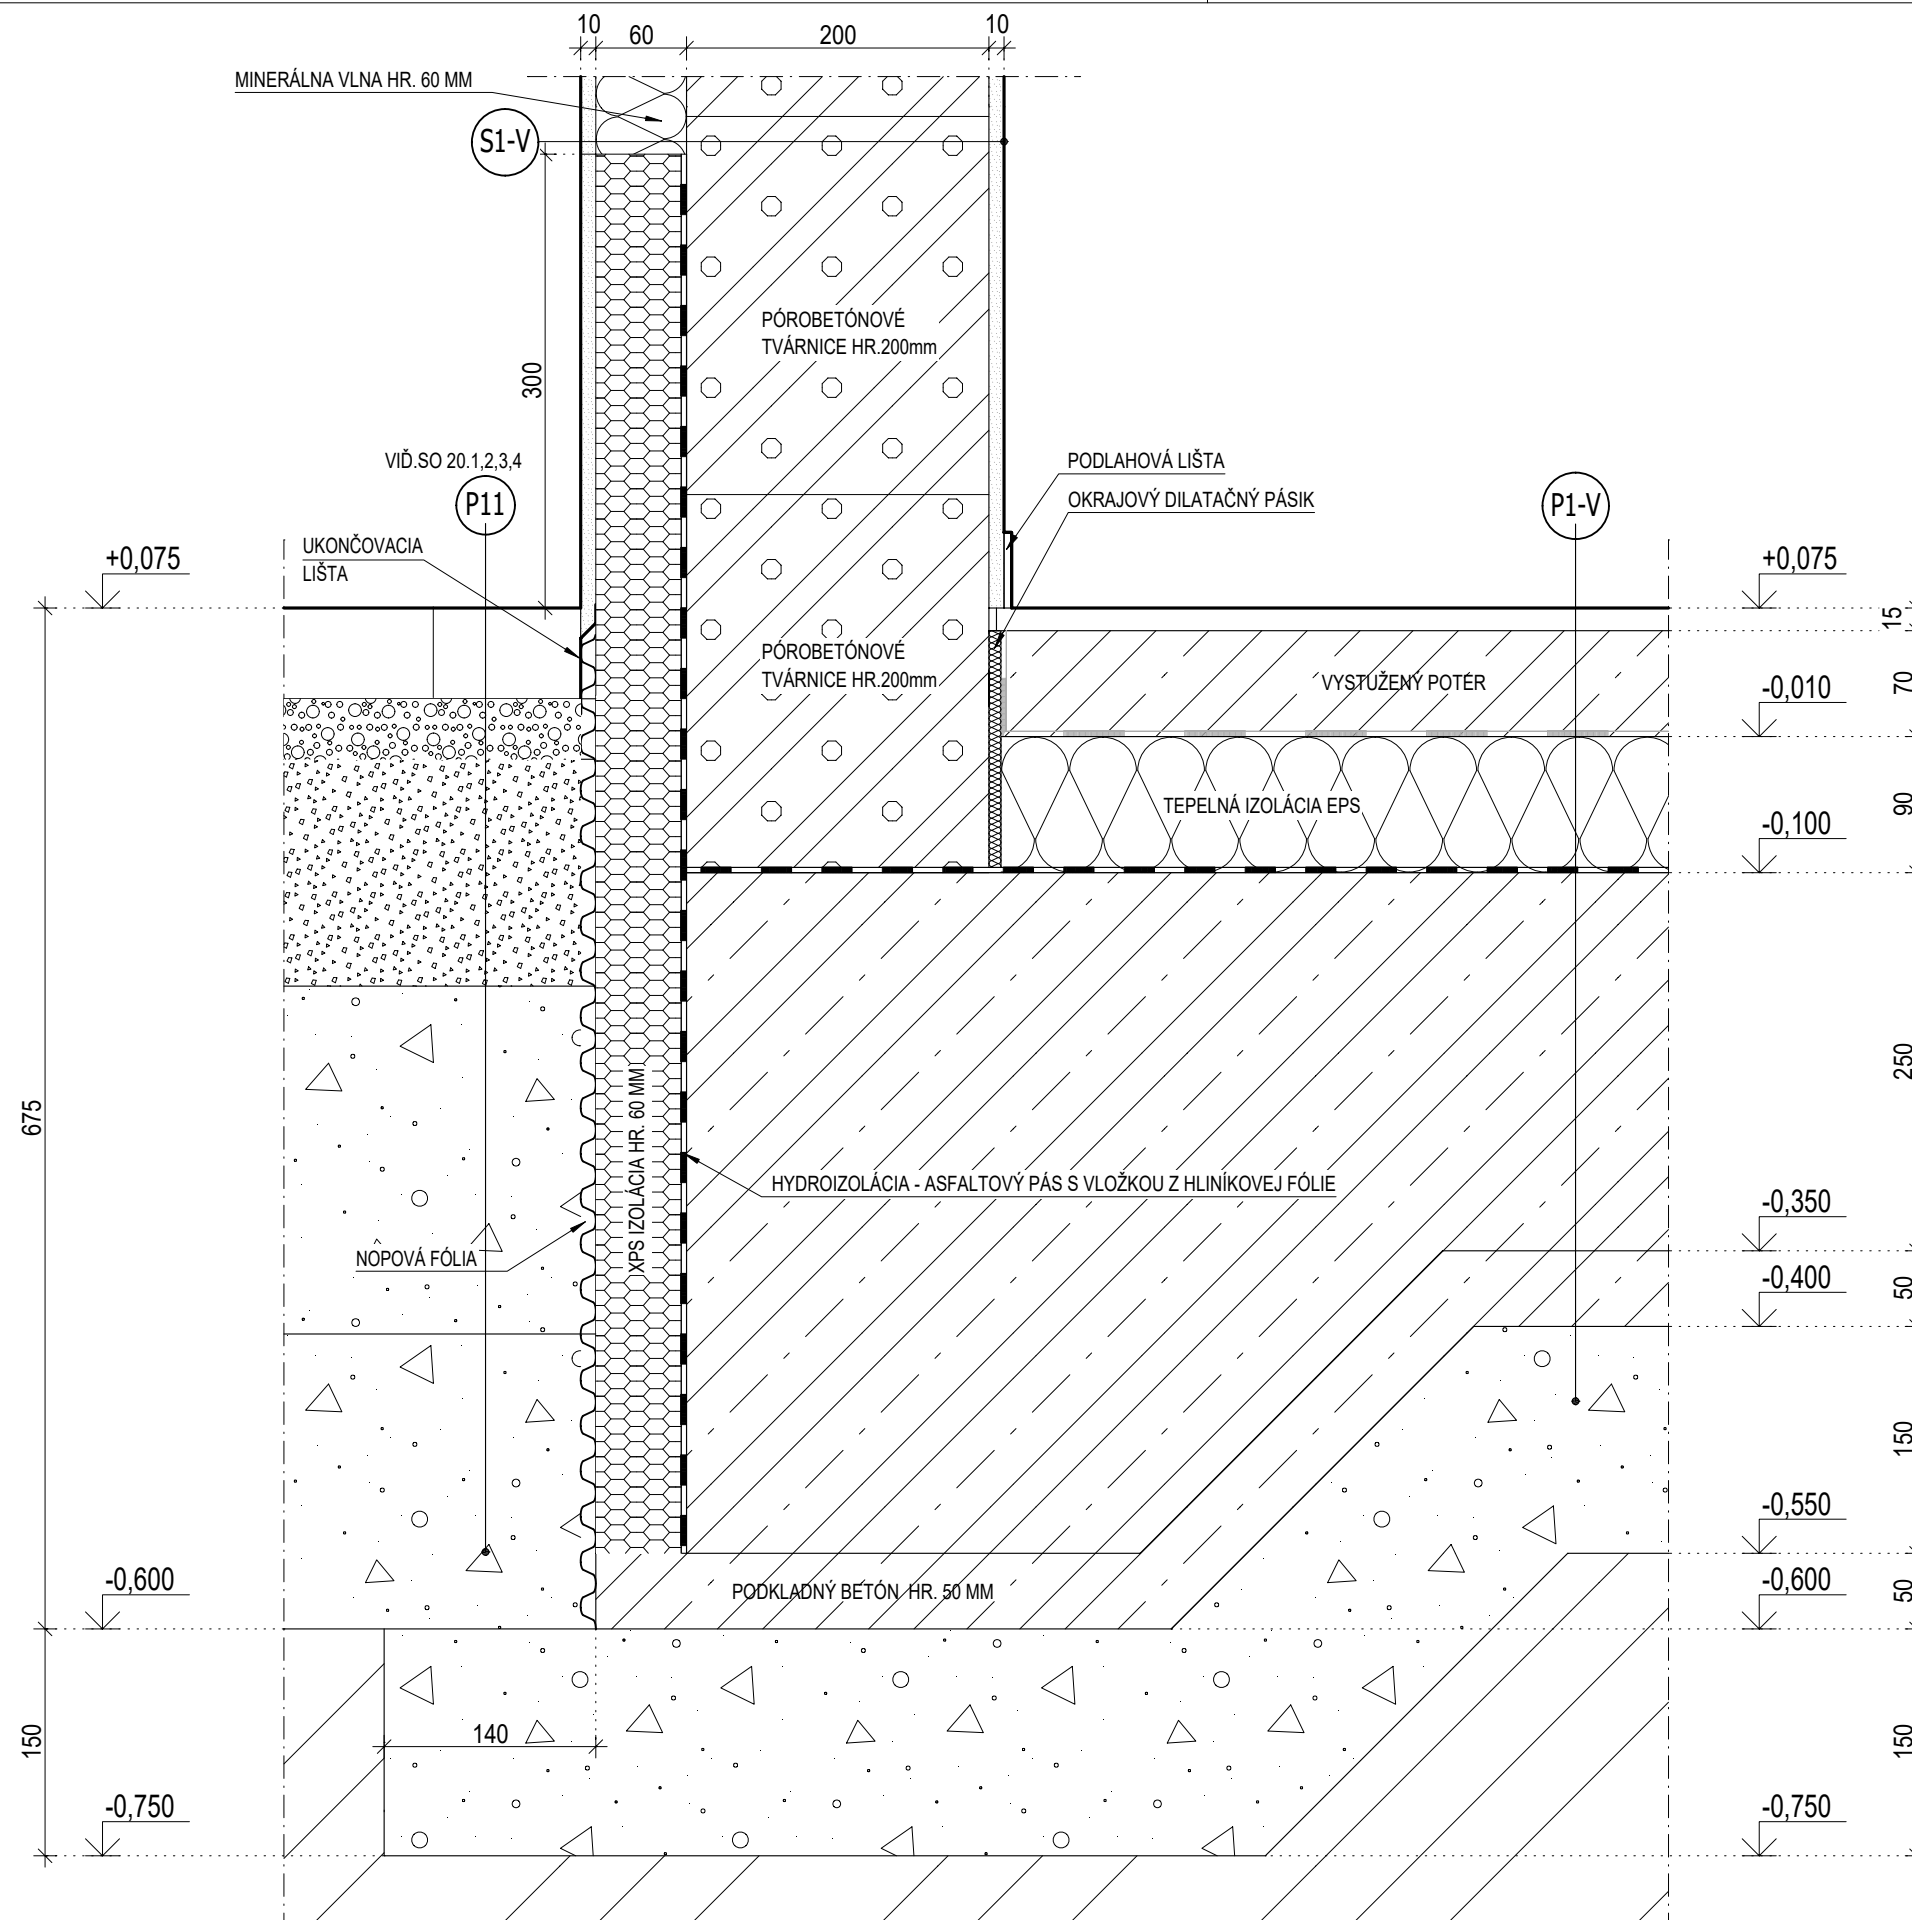 10
60
200
10
MINERÁLNA VLNA HR. 60 MM
S1-V
PÓROBETÓNOVÉ
TVÁRNICE HR.200mm
300
VIĎ.SO 20.1,2,3,4
P11
PODLAHOVÁ LIŠTA
OKRAJOVÝ DILATAČNÝ PÁSIK
P1-V
UKONČOVACIA
LIŠTA
+0,075
+0,075
15
PÓROBETÓNOVÉ
TVÁRNICE HR.200mm
VYSTUŽENÝ POTER
-0,010
70
TEPELNÁ IZOLÁCIA EPS
-0,100
90
250
675
XPS IZOLÁCIA HR. 60 MM
HYDROIZOLÁCIA - ASFALTOVÝ PÁS S VLOŽKOU Z HLINÍKOVEJ FÓLIE
NOPOVÁ FÓLIA
-0,350
-0,400
50
150
-0,550
-0,600
PODKLADNÝ BETÓN HR. 50 MM
-0,600
50
140
150
150
-0,750
-0,750